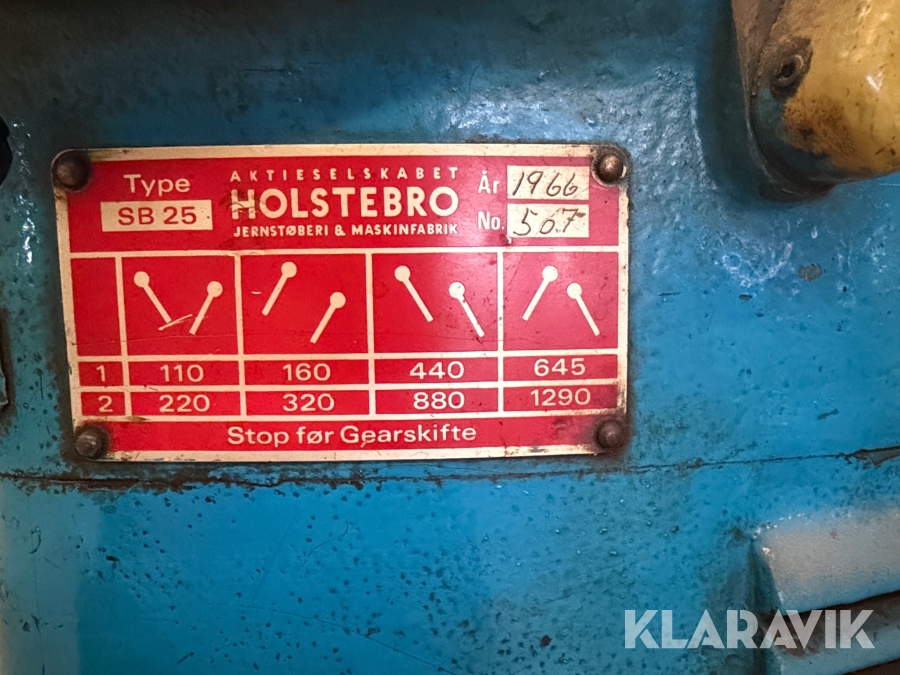 Type
SB 25
AKTIESELSKABET
HOLSTEBRO
JERNSTØBERI & MASKINFABRIK
År 1966
No. 567
1 110 160 440 645
2 220 320 880 1290
Stop før Gearskifte
KLARAVIK